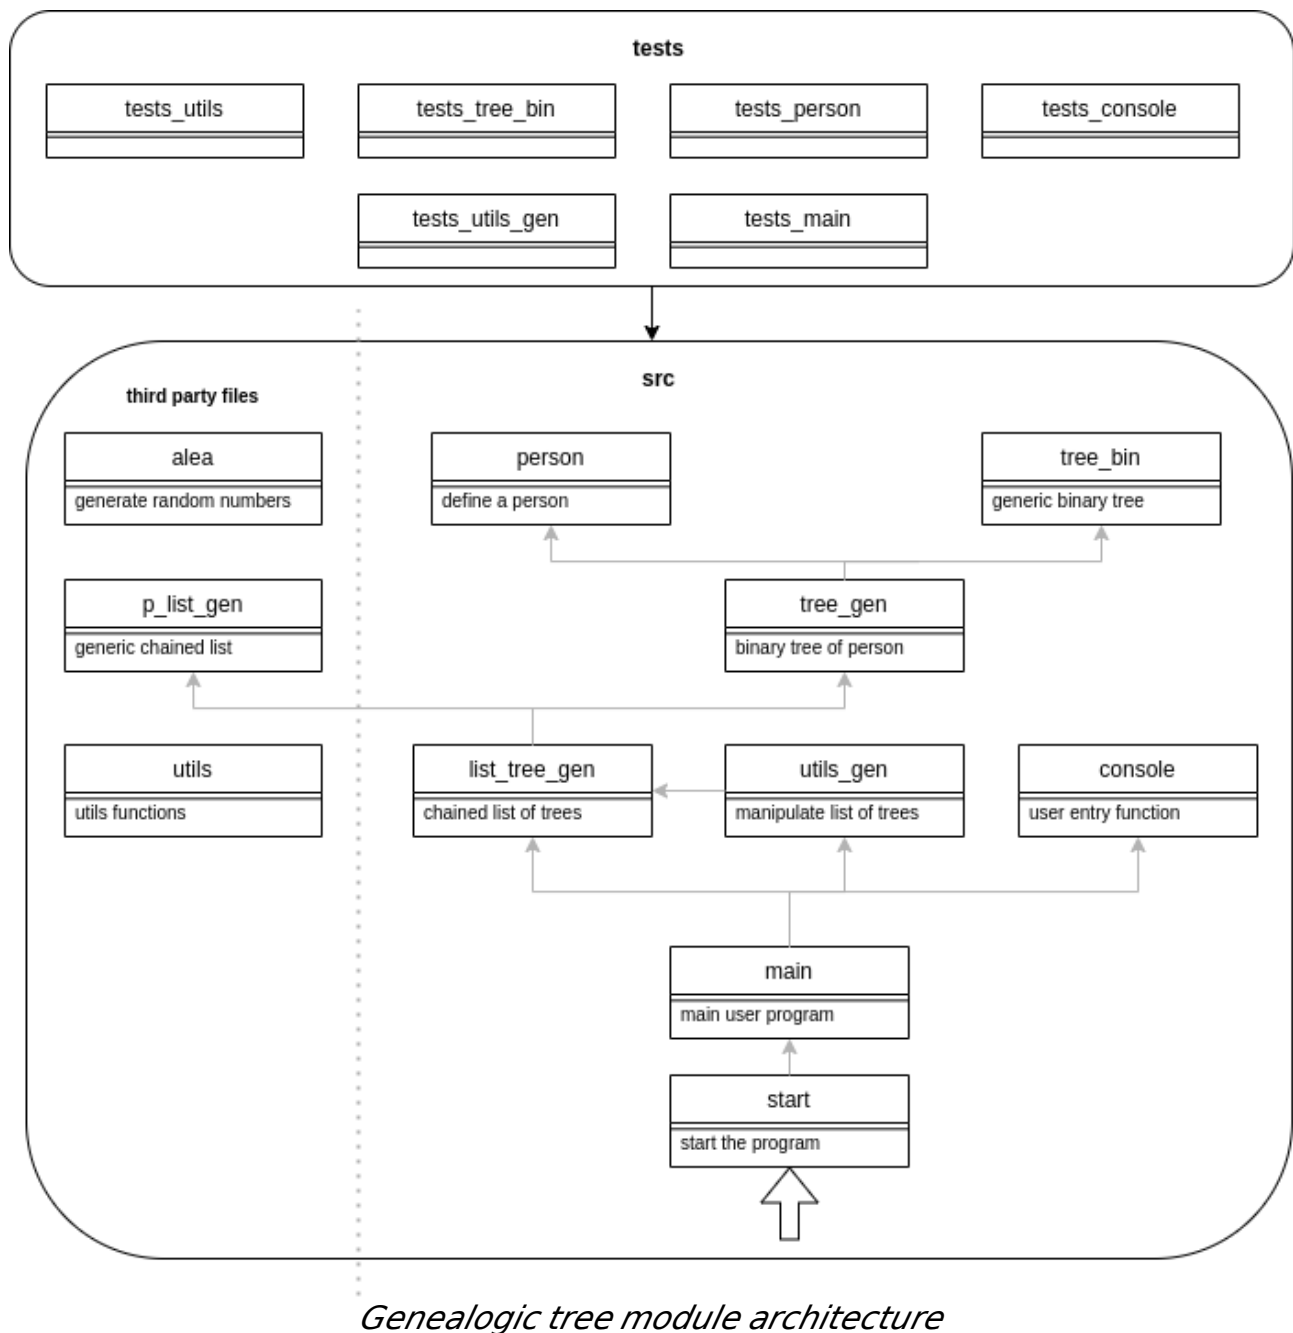 tests
tests_utils
tests_tree_bin
tests_person
tests_console
tests_utils_gen
tests_main
src
third party files
alea
generate random numbers
person
define a person
tree_bin
generic binary tree
p_list_gen
generic chained list
tree_gen
binary tree of person
utils
utils functions
list_tree_gen
chained list of trees
utils_gen
manipulate list of trees
console
user entry function
main
main user program
start
start the program
Genealogic tree module architecture